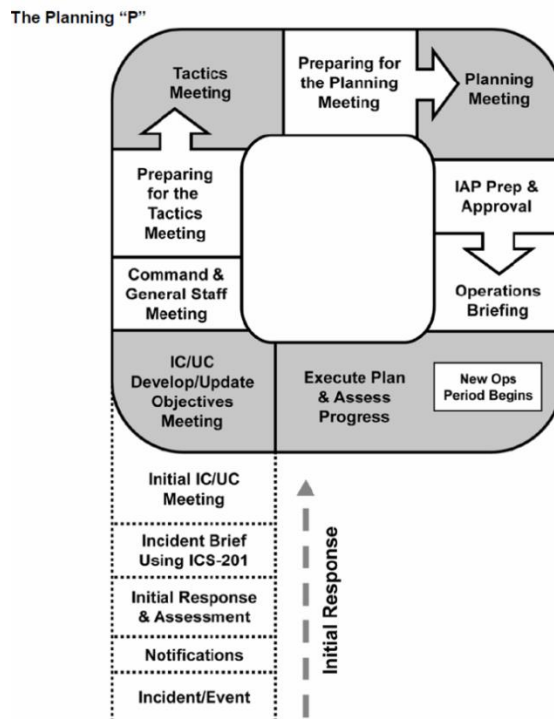 The Planning “P”
Tactics
Meeting
Preparing for
the Planning
Meeting
Planning
Meeting
Preparing
for the
Tactics
Meeting
IAP Prep &
Approval
Command &
General Staff
Meeting
Operations
Briefing
IC/UC
Develop/Update
Objectives
Meeting
Execute Plan
& Assess
Progress
New Ops
Period Begins
Initial IC/UC
Meeting
Incident Brief
Using ICS-201
Initial Response
& Assessment
Notifications
Incident/Event
Initial Response